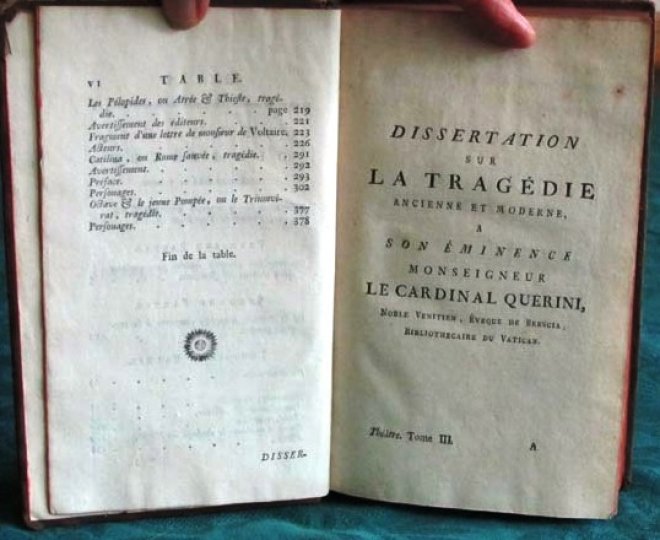 VI TABLE.
Les Pélopides, ou Atrée & Thieste, tragé-
die. . . . . . page 219
Avertissement des éditeurs. . . . . 221
Fragment d'une lettre de monsieur de Voltaire, 223
Acteurs. . . . . . . 226
Catilina, ou Rome sauvée, tragédie. . . 291
Avertissement. . . . . . 292
Préface. . . . . . . 293
Personages. . . . . . 302
Octave & le jeune Pompée, ou le Triumvi-
rat, tragédie. . . . . . 377
Personages. . . . . . 378
Fin de la table.
DISSER-
DISSERTATION
SUR
LA TRAGÉDIE
ANCIENNE ET MODERNE,
A
SON ÉMINENCE
MONSEIGNEUR
LE CARDINAL QUERINI,
NOBLE VENITIEN, ÉVEQUE DE BRESCIA,
BIBLIOTHECAIRE DU VATICAN.
Théâtre. Tome III. A